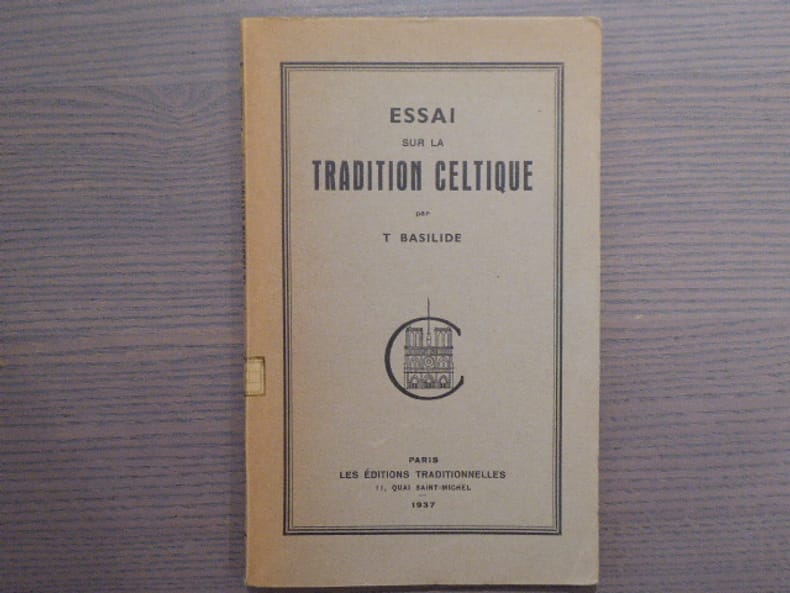 ESSAI
SUR LA
TRADITION CELTIQUE
par
T BASILIDE
PARIS
LES ÉDITIONS TRADITIONNELLES
11, QUAI SAINT-MICHEL
1937